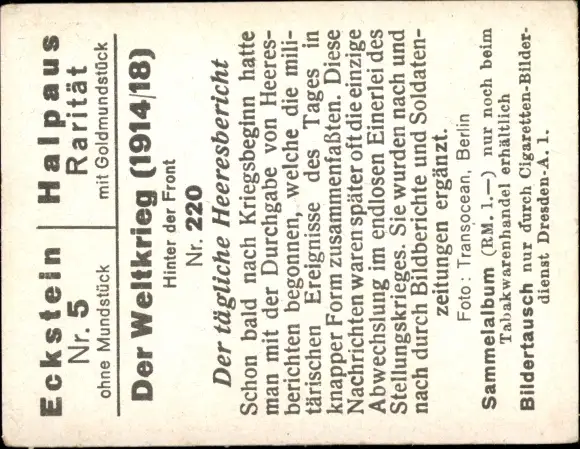 Eckstein Halpaus
Nr. 5 Rarität
ohne Mundstück mit Goldmundstück
Der Weltkrieg (1914/18)
Hinter der Front
Nr. 220
Der tägliche Heeresbericht
Schon bald nach Kriegsbeginn hatte
man mit der Durchgabe von Heeres-
berichten begonnen, welche die mili-
tärischen Ereignisse des Tages in
knapper Form zusammenfaßten. Diese
Nachrichten waren später oft die einzige
Abwechslung im endlosen Einerlei des
Stellungskrieges. Sie wurden nach und
nach durch Bildberichte und Soldaten-
zeitungen ergänzt.
Foto: Transocean, Berlin
Sammelalbum (RM. 1.—) nur noch beim
Tabakwarenhandel erhältlich
Bildertausch nur durch Cigaretten-Bilder-
dienst Dresden-A. 1.